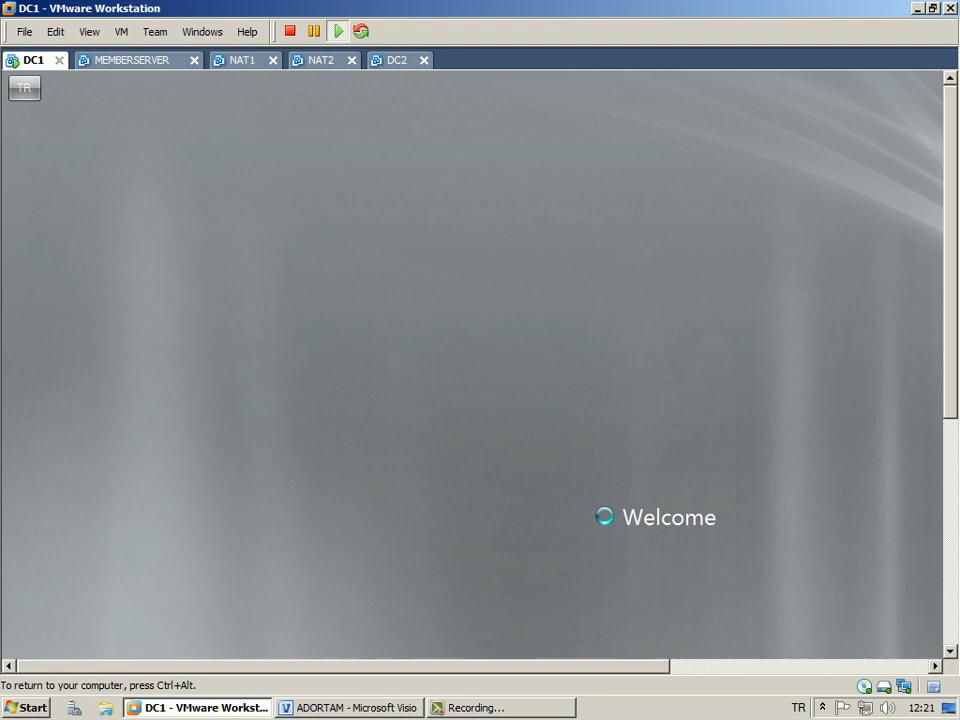 DC1 - VMware Workstation
File Edit View VM Team Windows Help
DC1 MEMBERSERVER NAT1 NAT2 DC2
TR
Welcome
To return to your computer, press Ctrl+Alt.
Start DC1 - VMware Workst... ADORTAM - Microsoft Visio Recording... TR 12:21